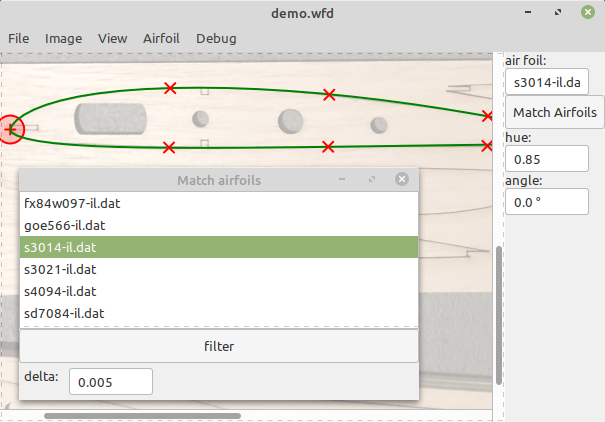 demo.wfd
File Image View Airfoil Debug
air foil:
s3014-il.da
Match Airfoils
hue:
0.85
angle:
0.0 °
Match airfoils
fx84w097-il.dat
goe566-il.dat
s3014-il.dat
s3021-il.dat
s4094-il.dat
sd7084-il.dat
filter
delta: 0.005